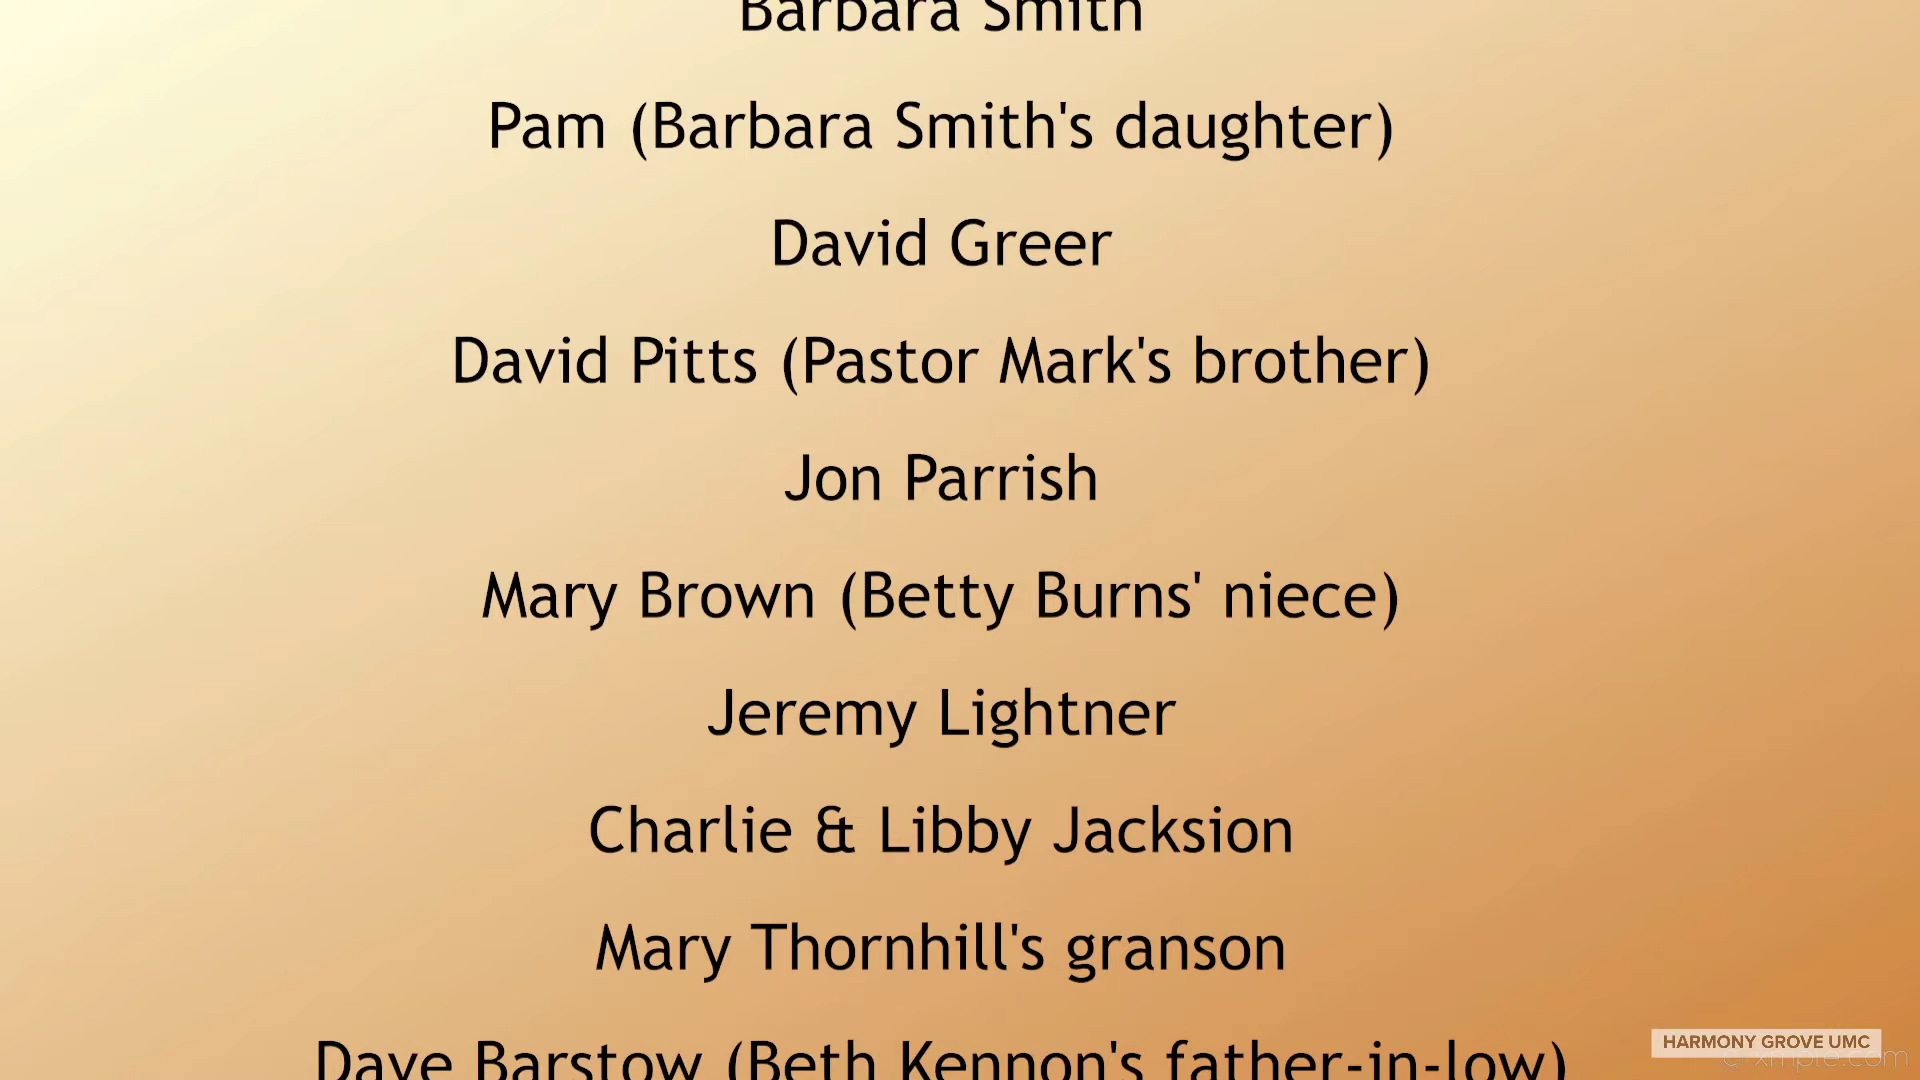 Barbara Smith
Pam (Barbara Smith's daughter)
David Greer
David Pitts (Pastor Mark's brother)
Jon Parrish
Mary Brown (Betty Burns' niece)
Jeremy Lightner
Charlie & Libby Jacksion
Mary Thornhill's granson
Dave Barstow (Beth Kennon's father-in-low)
HARMONY GROVE UMC